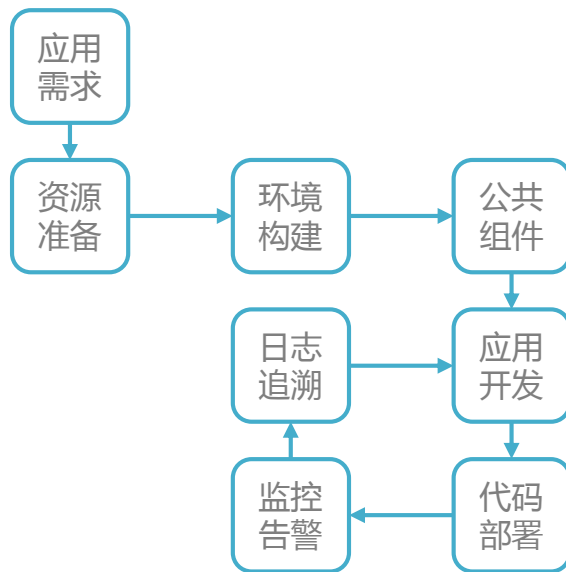 应用
需求
资源
准备
环境
构建
公共
组件
日志
追溯
应用
开发
监控
告警
代码
部署